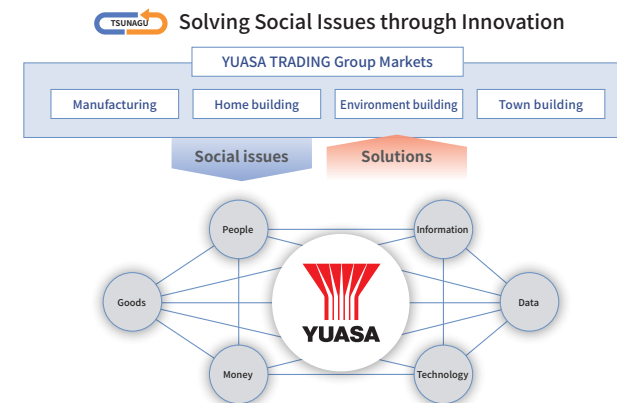 TSUNAGU
Solving Social Issues through Innovation
YUASA TRADING Group Markets
Manufacturing
Home building
Environment building
Town building
Social issues
Solutions
People
Information
Goods
YUASA
Data
Money
Technology